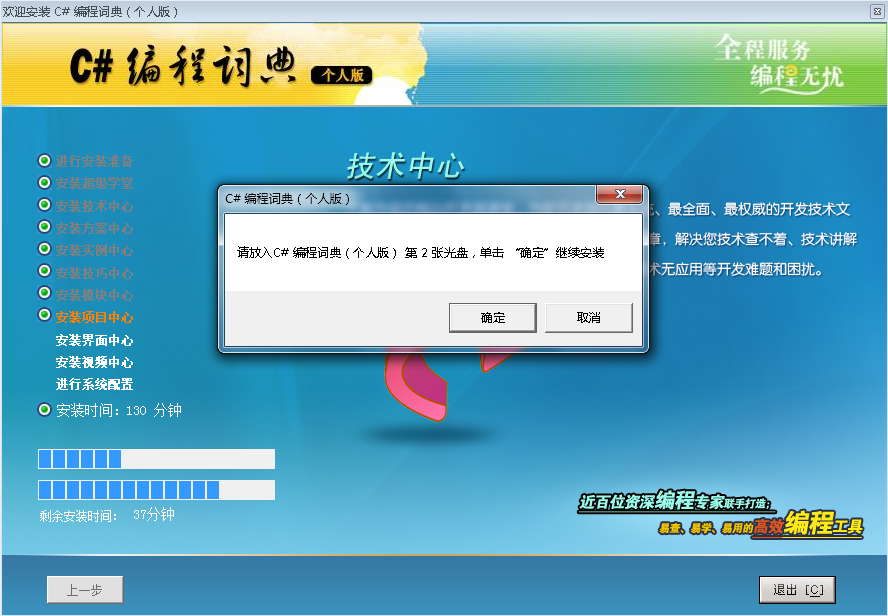 欢迎安装 C# 编程词典 ( 个人版 )
C# 编程词典 个人版
全程服务
编程无忧
进行安装准备
安装超级学堂
安装技术中心
安装方案中心
安装实例中心
安装技巧中心
安装模块中心
安装项目中心
安装界面中心
安装视频中心
进行系统配置
安装时间：130 分钟
剩余安装时间： 37分钟
技术中心
、最全面、最权威的开发技术文
章，解决您技术查不着、技术讲解
术无应用等开发难题和困扰。
C# 编程词典 ( 个人版 )
请放入C# 编程词典 ( 个人版 ) 第 2 张光盘 , 单击 “确定” 继续安装
确定
取消
近百位资深编程专家联手打造：
易查、易学、易用的高效编程工具
上一步
退出 [C]